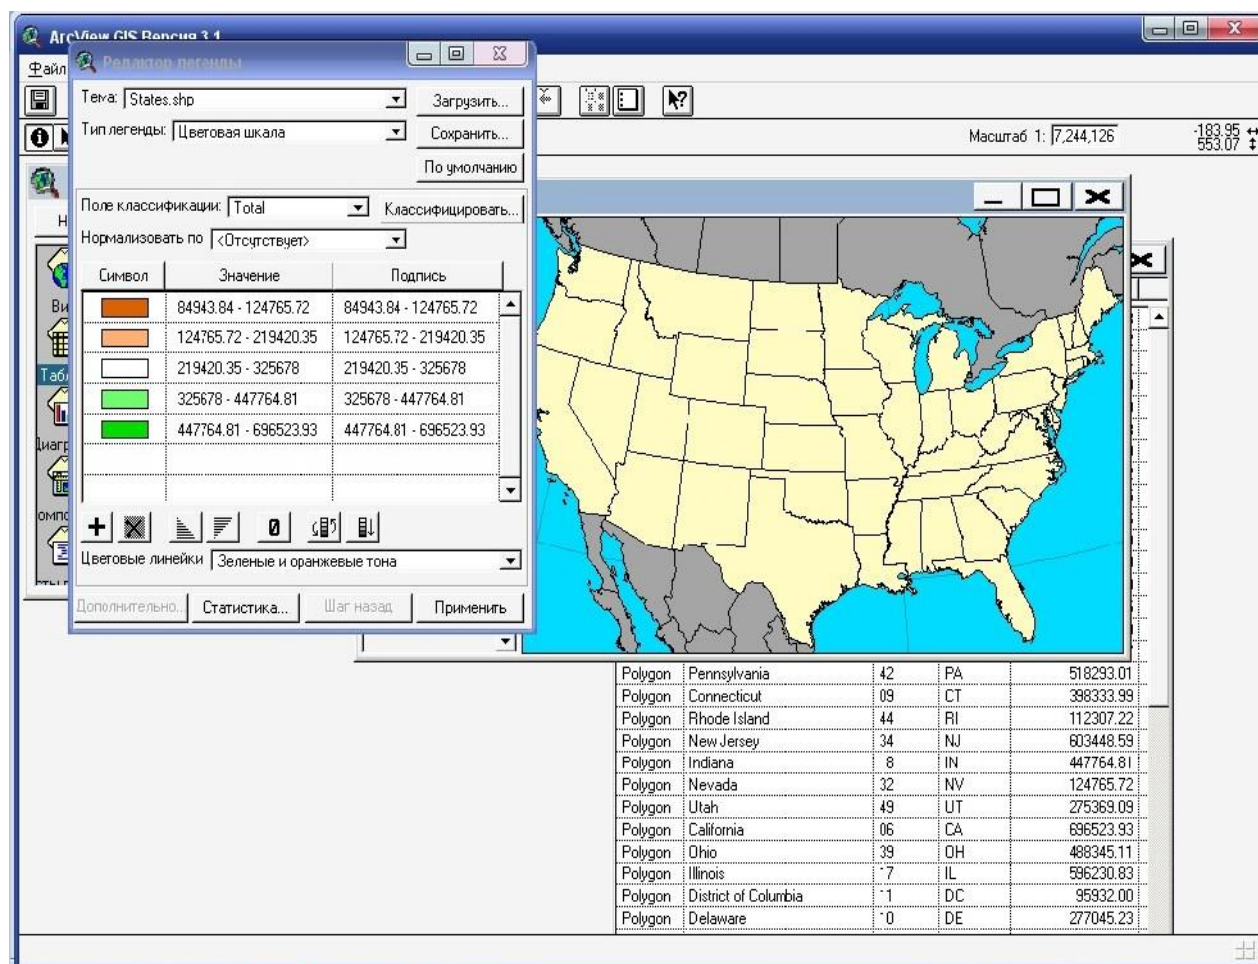 ArcView GIS Версия 3.1
Файл
Редактор легенды
Тема: States.shp
Загрузить...
Тип легенды: Цветовая шкала
Сохранить...
По умолчанию
Масштаб 1: 7,244,126
-183.95
553.07
Поле классификации: Total
Классифицировать...
Нормализовать по <Отсутствует>
Символ Значение Подпись
84943.84 - 124765.72 84943.84 - 124765.72
124765.72 - 219420.35 124765.72 - 219420.35
219420.35 - 325678 219420.35 - 325678
325678 - 447764.81 325678 - 447764.81
447764.81 - 696523.93 447764.81 - 696523.93
Цветовые линейки Зеленые и оранжевые тона
Дополнительно... Статистика... Шаг назад Применить
Н
Ви
Табл
Диагр
омпо
Polygon Pennsylvania 42 PA 518293.01
Polygon Connecticut 09 CT 398333.99
Polygon Rhode Island 44 RI 112307.22
Polygon New Jersey 34 NJ 603448.59
Polygon Indiana 8 IN 447764.81
Polygon Nevada 32 NV 124765.72
Polygon Utah 49 UT 275369.09
Polygon California 06 CA 696523.93
Polygon Ohio 39 OH 488345.11
Polygon Illinois 7 IL 596230.83
Polygon District of Columbia 1 DC 95932.00
Polygon Delaware 0 DE 277045.23